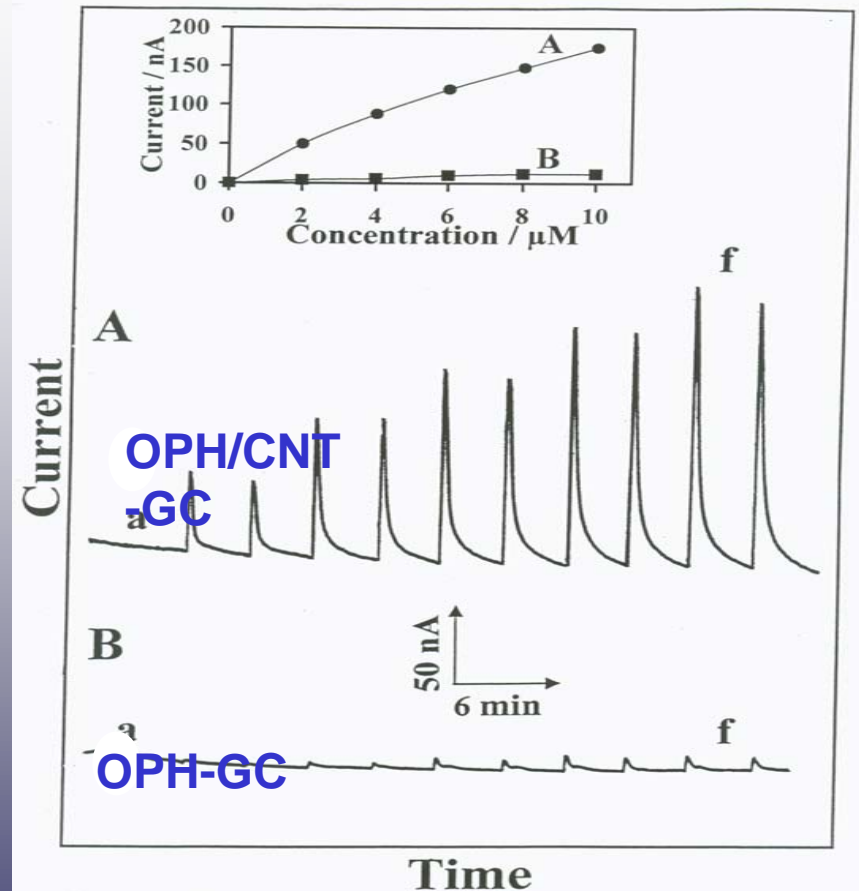 200
A
150
100
50
B
0
0 2 4 6 8 10
Current / nA
Concentration / µM
f
A
OPH/CNT
-GC
a
Current
B
50 nA
6 min
a
f
OPH-GC
Time